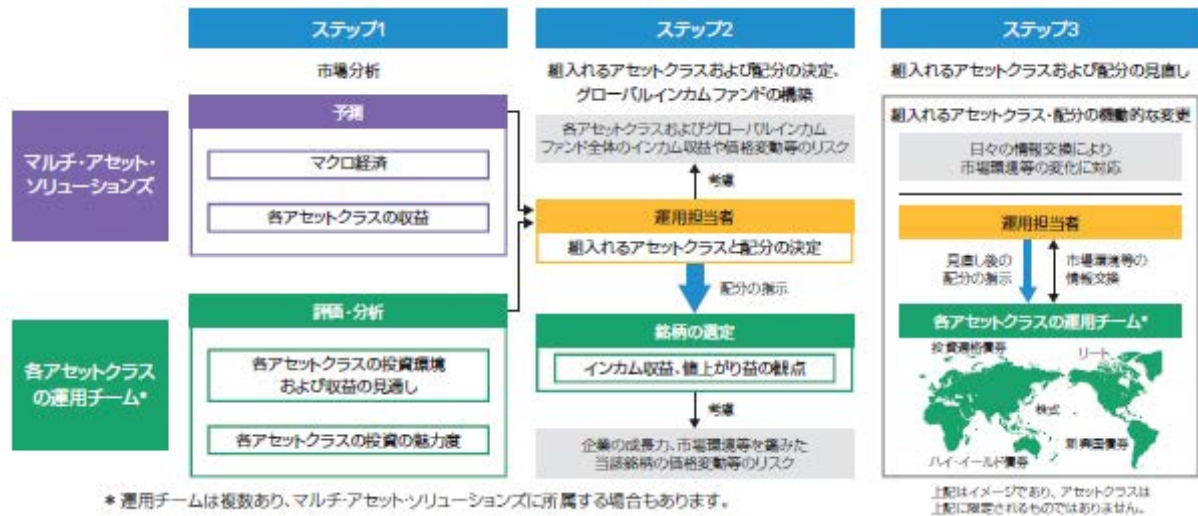 ステップ1
市場分析
マルチ・アセット・
ソリューションズ
予測
マクロ経済
各アセットクラスの収益
各アセットクラス
の運用チーム*
評価・分析
各アセットクラスの投資環境
および収益の見通し
各アセットクラスの投資の魅力度
ステップ2
組入れるアセットクラスおよび配分の決定、
グローバルインカムファンドの構築
各アセットクラスおよびグローバルインカム
ファンド全体のインカム収益や価格変動等のリスク
考慮
運用担当者
組入れるアセットクラスと配分の決定
配分の指示
銘柄の選定
インカム収益、値上がり益の観点
考慮
企業の成長力、市場環境等を鑑みた
当該銘柄の価格変動等のリスク
ステップ3
組入れるアセットクラスおよび配分の見直し
組入れるアセットクラス・配分の機動的な変更
日々の情報交換により
市場環境等の変化に対応
運用担当者
見直し後の
配分の指示
市場環境等の
情報交換
各アセットクラスの運用チーム*
投資適格債券
リート
株式
新興国債券
ハイ・イールド債券
上記はイメージであり、アセットクラスは
上記に限定されるものではありません。
* 運用チームは複数あり、マルチ・アセット・ソリューションズに所属する場合もあります。